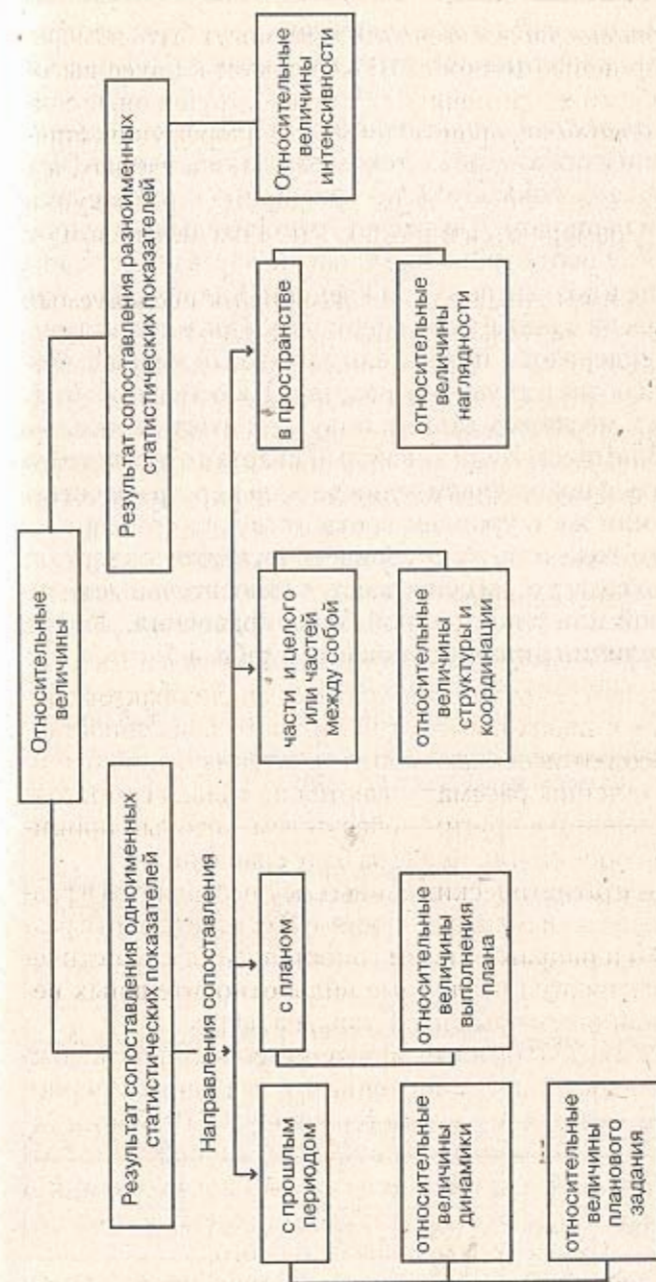 Относительные
величины
Результат сопоставления одноименных
статистических показателей
Результат сопоставления разноименных
статистических показателей
Направления сопоставления
с прошлым
периодом
с планом
части и целого
или частей
между собой
в пространстве
Относительные
величины
интенсивности
относительные
величины
динамики
относительные
величины
выполнения
плана
относительные
величины
структуры и
координации
относительные
величины
наглядности
относительные
величины
планового
задания